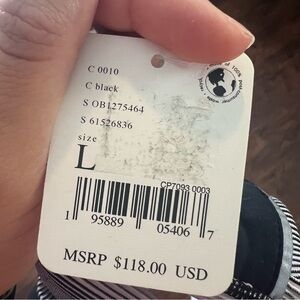 C 0010
C black
S OB1275464
S 61526836
size
L
CP7093 0003
1 95889 05406 7
MSRP $118.00 USD